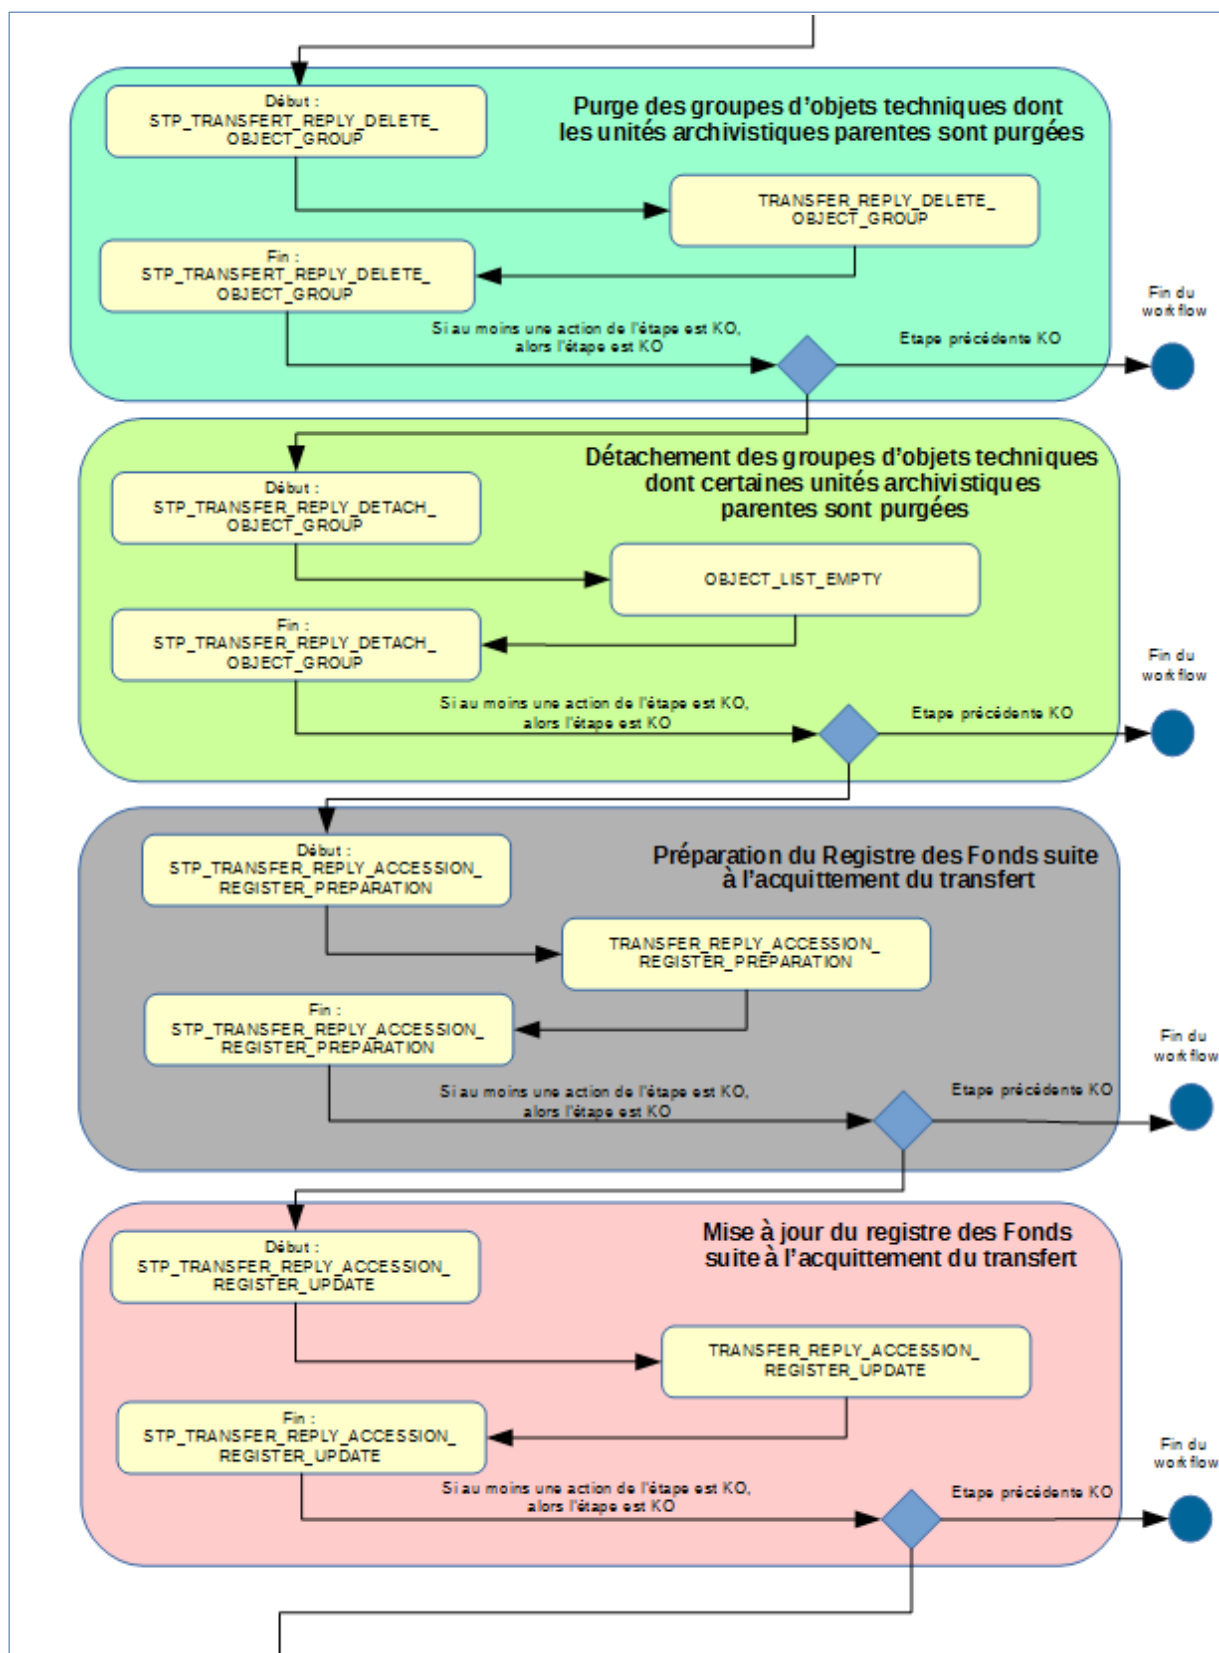 Début :
STP_TRANSFERT_REPLY_DELETE_
OBJECT_GROUP
Purge des groupes d’objets techniques dont
les unités archivistiques parentes sont purgées
TRANSFER_REPLY_DELETE_
OBJECT_GROUP
Fin :
STP_TRANSFERT_REPLY_DELETE_
OBJECT_GROUP
Si au moins une action de l'étape est KO,
alors l'étape est KO
Etape précédente KO
Fin du
workflow
Détachement des groupes d’objets techniques
dont certaines unités archivistiques
parentes sont purgées
Début :
STP_TRANSFER_REPLY_DETACH_
OBJECT_GROUP
OBJECT_LIST_EMPTY
Fin :
STP_TRANSFER_REPLY_DETACH_
OBJECT_GROUP
Si au moins une action de l'étape est KO,
alors l'étape est KO
Etape précédente KO
Fin du
workflow
Début :
STP_TRANSFER_REPLY_ACCESSION_
REGISTER_PREPARATION
Préparation du Registre des Fonds suite
à l’acquittement du transfert
TRANSFER_REPLY_ACCESSION_
REGISTER_PREPARATION
Fin :
STP_TRANSFER_REPLY_ACCESSION_
REGISTER_PREPARATION
Si au moins une action de l'étape est KO,
alors l'étape est KO
Etape précédente KO
Fin du
workflow
Mise à jour du registre des Fonds
suite à l’acquittement du transfert
Début :
STP_TRANSFER_REPLY_ACCESSION_
REGISTER_UPDATE
TRANSFER_REPLY_ACCESSION_
REGISTER_UPDATE
Fin :
STP_TRANSFER_REPLY_ACCESSION_
REGISTER_UPDATE
Si au moins une action de l'étape est KO,
alors l'étape est KO
Etape précédente KO
Fin du
workflow